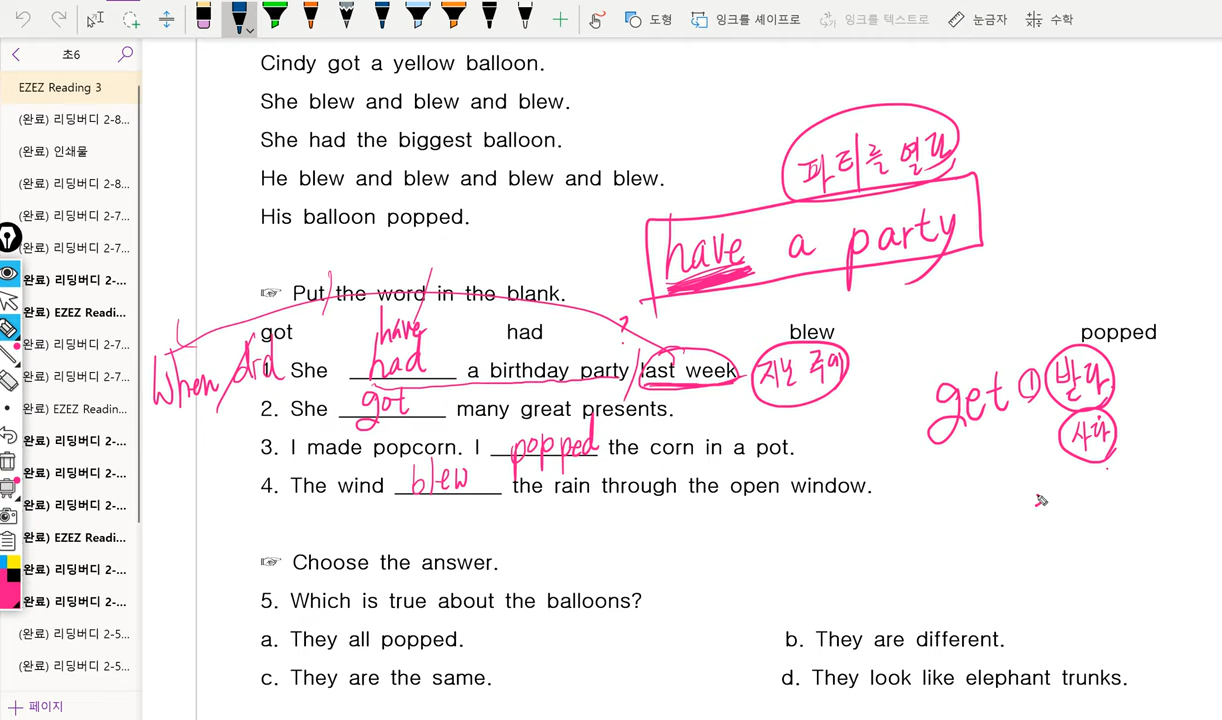 도형 잉크를 셰이프로 잉크를 텍스트로 눈금자 수학
초6
EZEZ Reading 3
(완료) 리딩버디 2-8
(완료) 인쇄물
(완료) 리딩버디 2-8...
(완료) 리딩버디 2-7...
(완료) 리딩버디 2-7...
(완료) 리딩버디 2-...
(완료) EZEZ Readi...
(완료) 리딩버디 2-7...
(완료) 리딩버디 2-...
(완료) EZEZ Readin...
(완료) 리딩버디 2-5...
(완료) 리딩버디 2-...
(완료) 리딩버디 2-...
(완료) EZEZ Readi...
(완료) 리딩버디 2-...
(완료) 리딩버디 2-...
(완료) 리딩버디 2-5...
(완료) 리딩버디 2-5...
페이지
Cindy got a yellow balloon.
She blew and blew and blew.
She had the biggest balloon.
He blew and blew and blew and blew.
His balloon popped.
파티를 열다
have a party
☞ Put the word in the blank.
got had blew popped
have ?
When did
1. She had a birthday party last week 지난 주에
2. She got many great presents.
get ① 받다
사다
3. I made popcorn. I popped the corn in a pot.
4. The wind blew the rain through the open window.
☞ Choose the answer.
5. Which is true about the balloons?
a. They all popped. b. They are different.
c. They are the same. d. They look like elephant trunks.